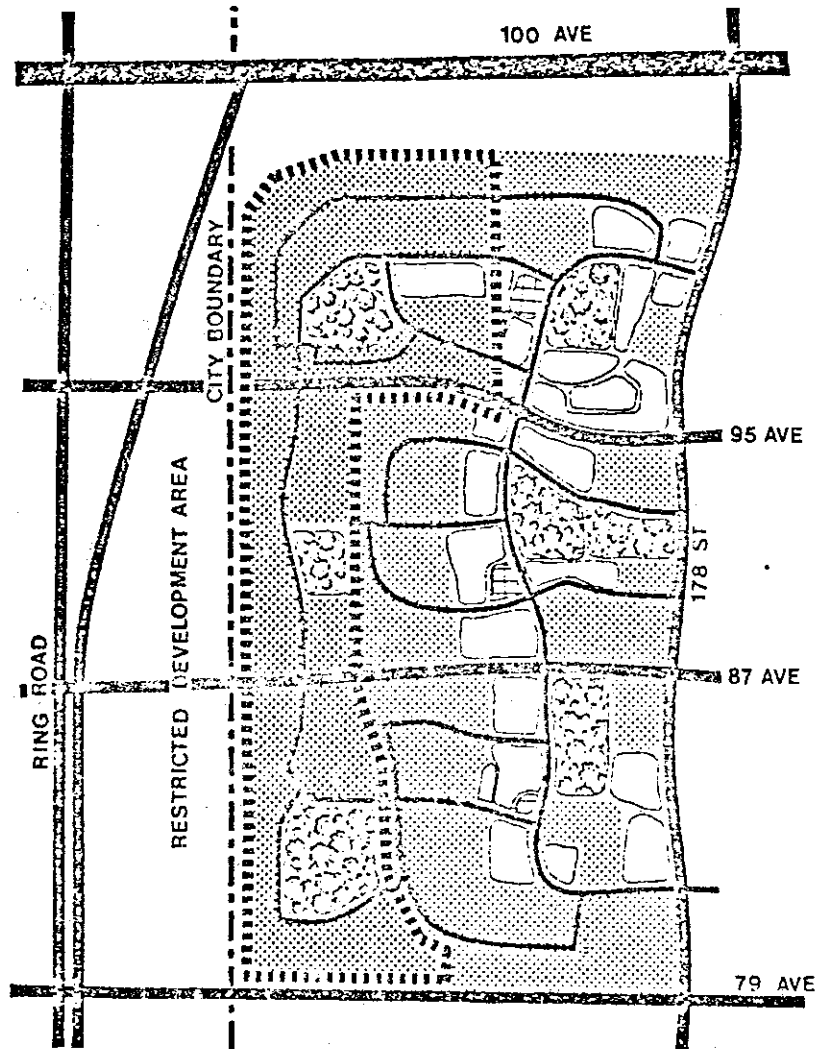 100 AVE
CITY BOUNDARY
95 AVE
RESTRICTED DEVELOPMENT AREA
178 ST
RING ROAD
87 AVE
79 AVE